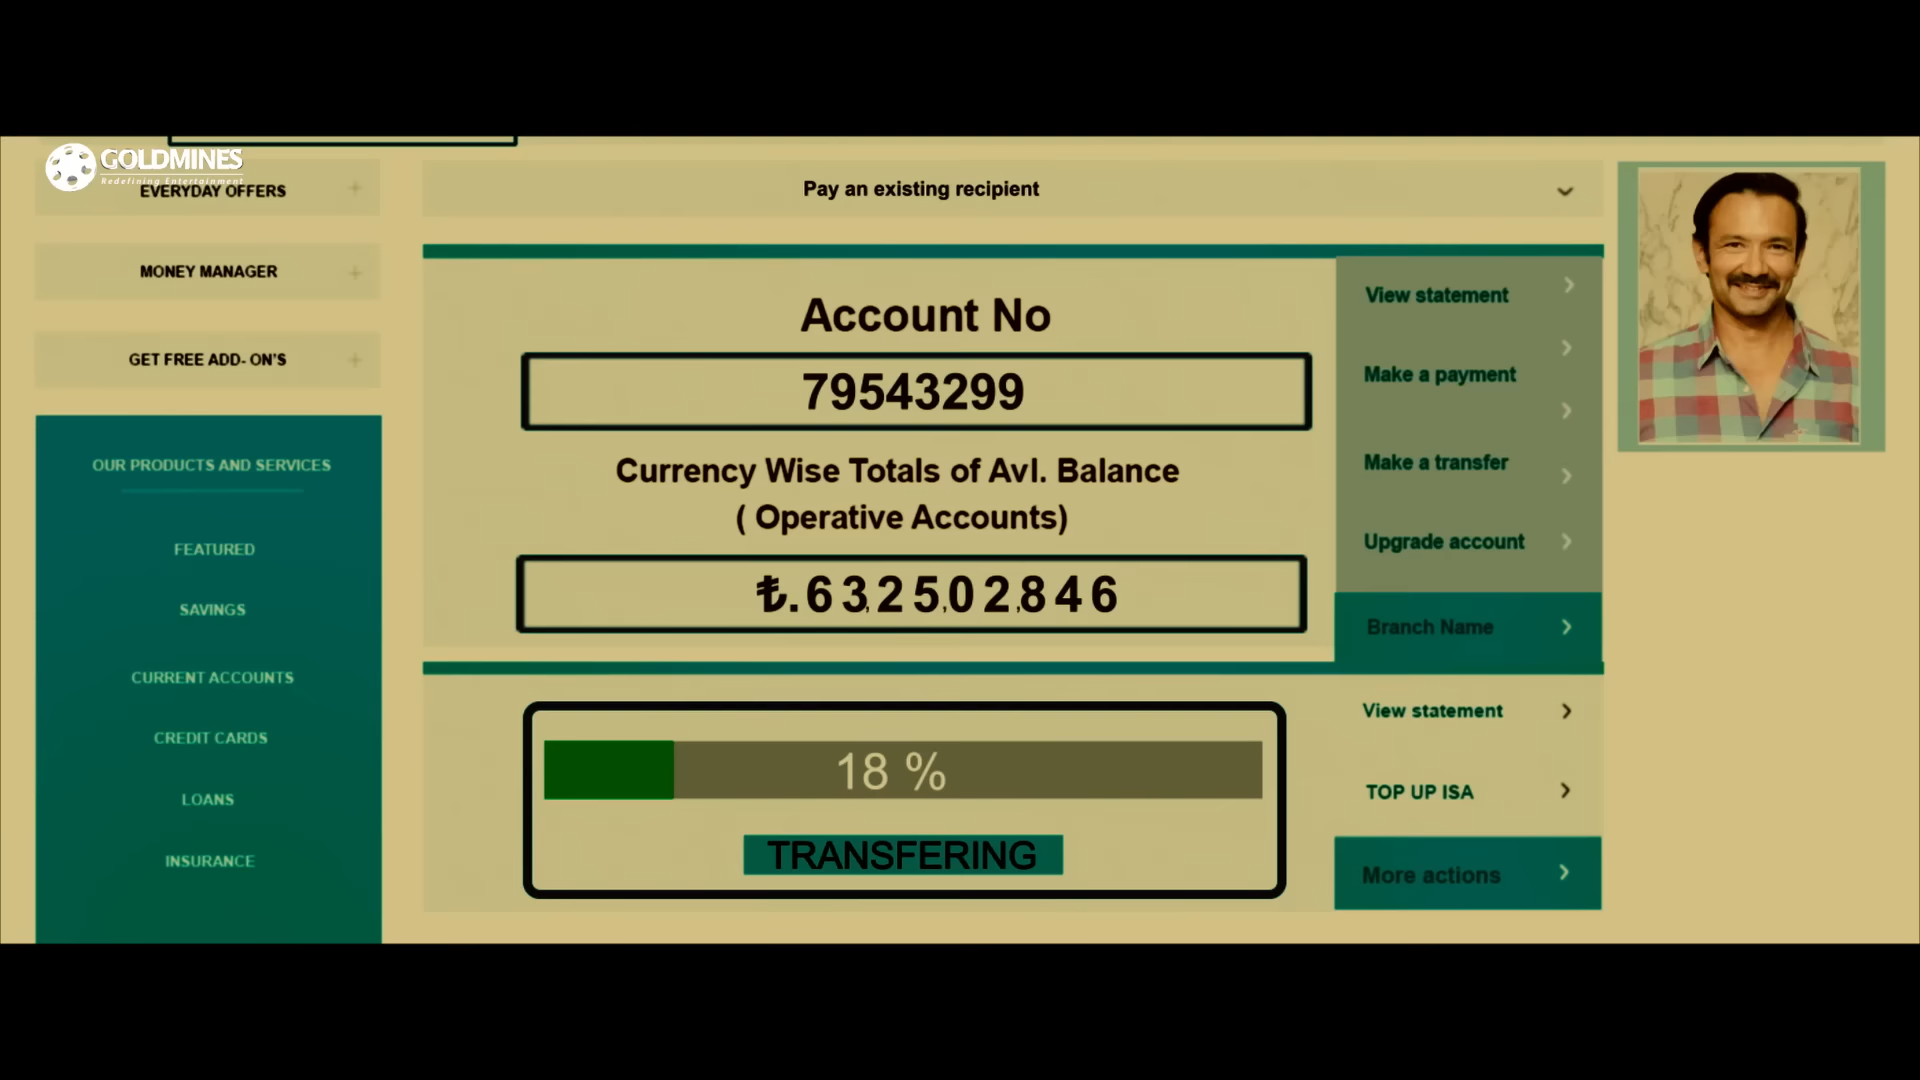 GOLDMINES
Redefining Entertainment
EVERYDAY OFFERS
MONEY MANAGER
GET FREE ADD- ON'S
OUR PRODUCTS AND SERVICES
FEATURED
SAVINGS
CURRENT ACCOUNTS
CREDIT CARDS
LOANS
INSURANCE
Pay an existing recipient
Account No
79543299
Currency Wise Totals of Avl. Balance
( Operative Accounts)
₺.63,25,02,846
18 %
TRANSFERING
View statement
Make a payment
Make a transfer
Upgrade account
Branch Name
View statement
TOP UP ISA
More actions